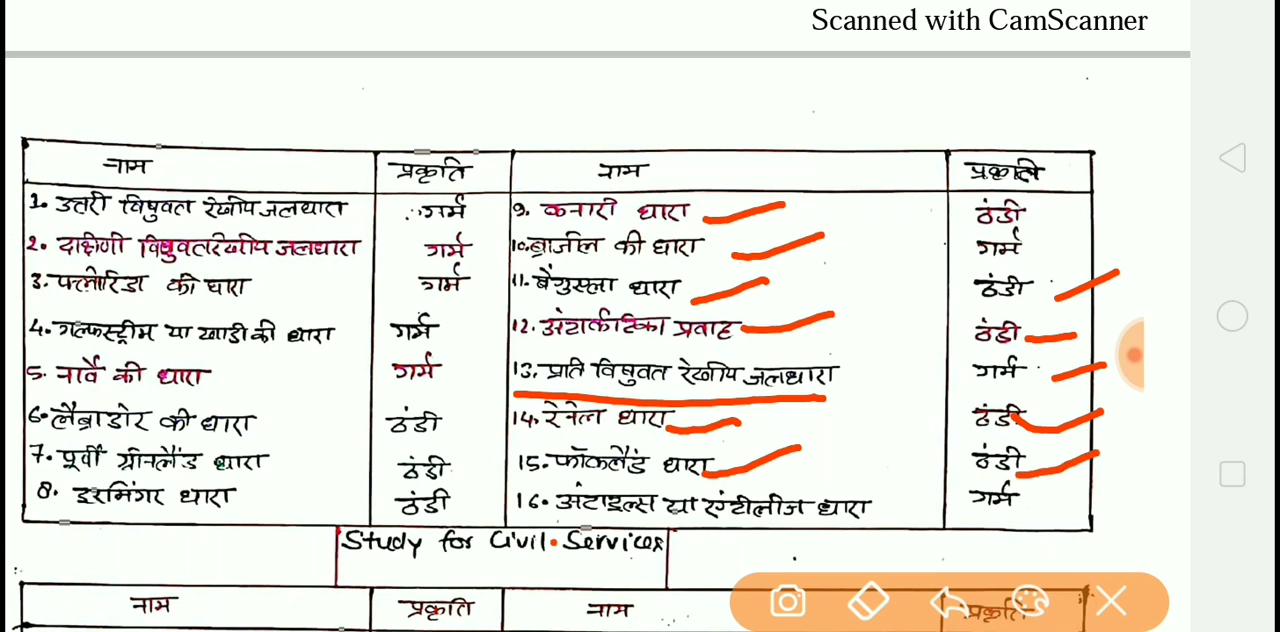 Scanned with CamScanner
नाम प्रकृति नाम प्रकृति
1. उत्तरी विषुवत रेखीय जलधारा गर्म 9. कनारी धारा ठंडी
2. दक्षिणी विषुवतरेखीय जलधारा गर्म 10. ब्राजील की धारा गर्म
3. फ्लोरिडा की धारा गर्म 11. बैंगुएला धारा ठंडी
4. गल्फस्ट्रीम या खाडी की धारा गर्म 12. अंटार्कटिका प्रवाह ठंडी
5. नार्वे की धारा गर्म 13. प्रति विषुवत रेखीय जलधारा गर्म
6. लैब्राडोर की धारा ठंडी 14. रेनेल धारा ठंडी
7. पूर्वी ग्रीनलैंड धारा ठंडी 15. फॉकलैंड धारा ठंडी
8. इरमिंगर धारा ठंडी 16. अंटाइल्स या एंटीलीज धारा गर्म
Study for Civil Services
नाम प्रकृति नाम प्रकृति